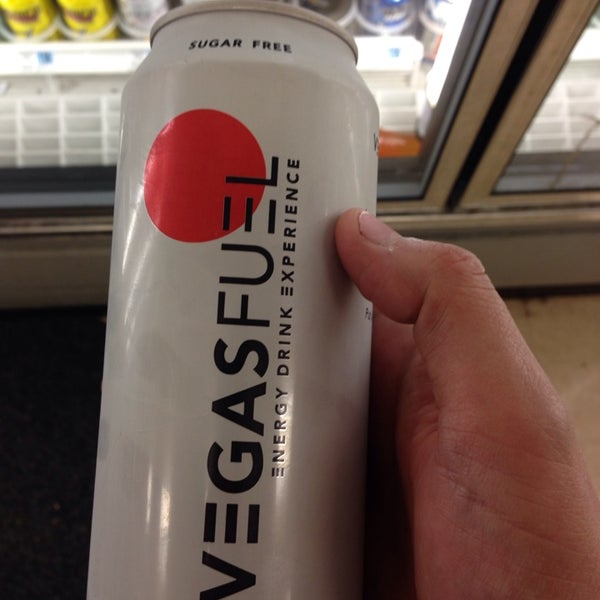 SUGAR FREE
VEGASFUEL
ENERGY DRINK EXPERIENCE